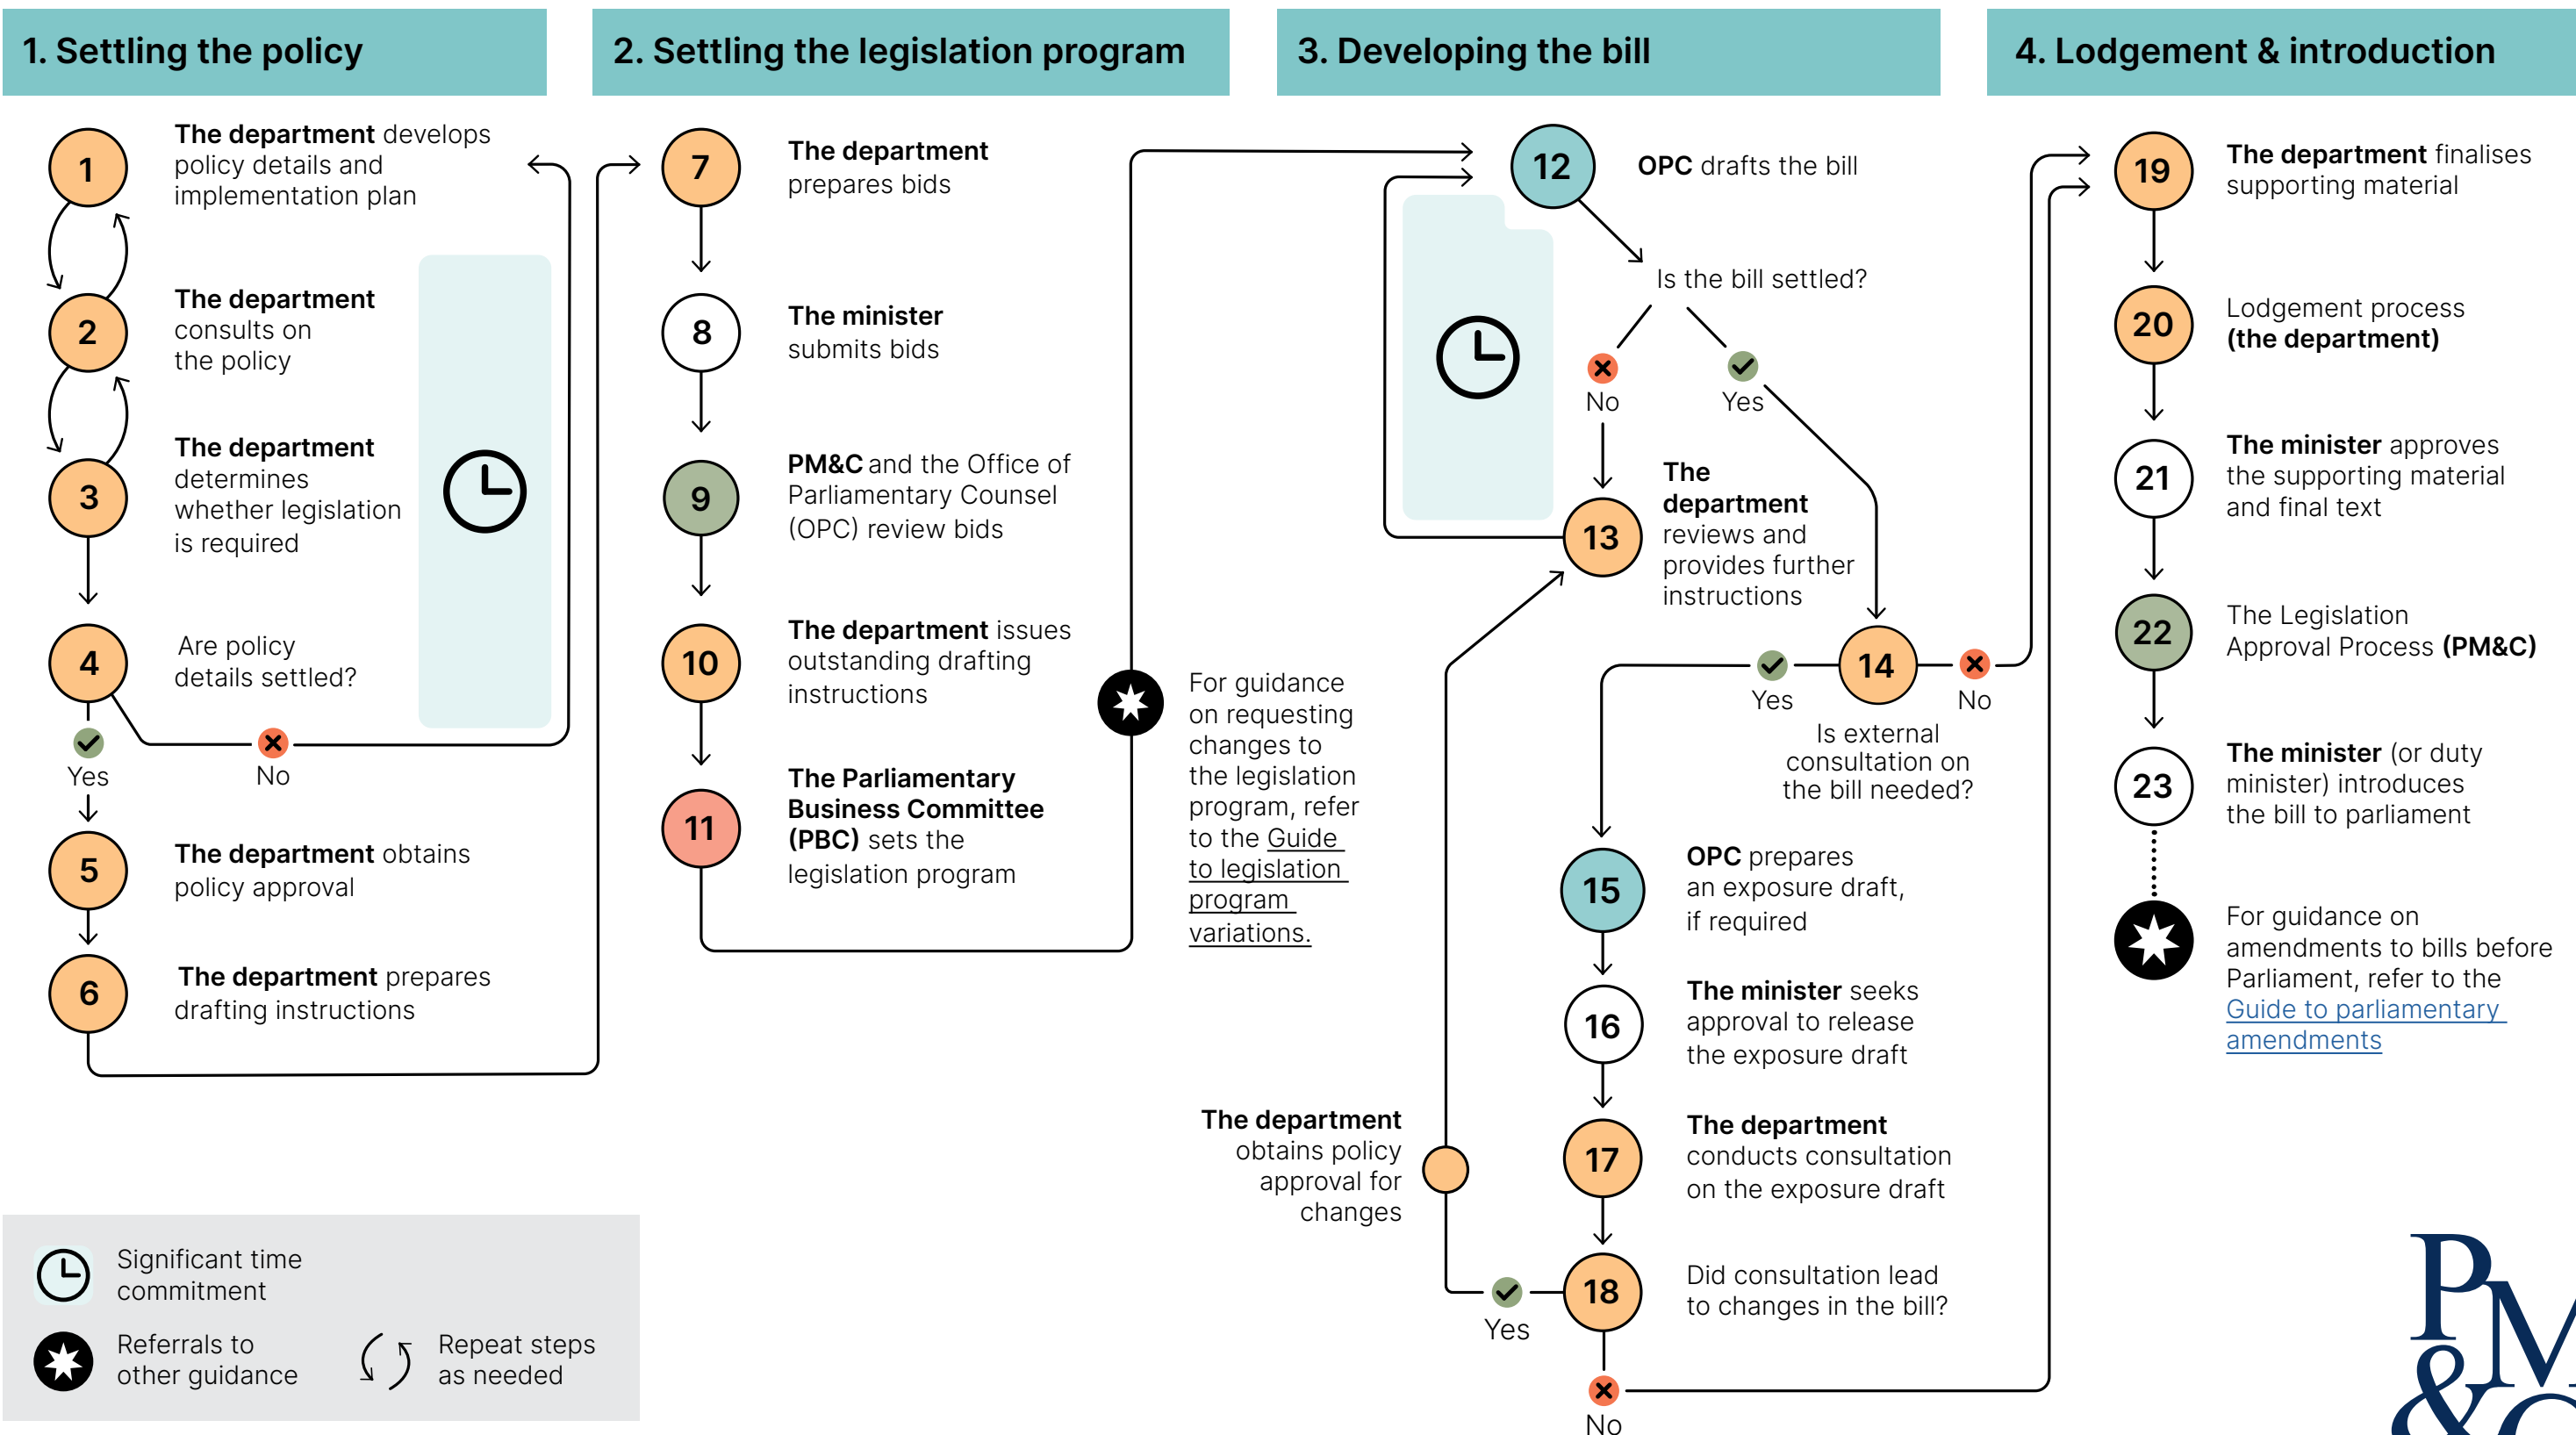 1. Settling the policy
1
The department develops
policy details and
implementation plan
2
The department
consults on
the policy
3
The department
determines
whether legislation
is required
4
Are policy
details settled?
Yes
No
5
The department obtains
policy approval
6
The department prepares
drafting instructions
2. Settling the legislation program
7
The department
prepares bids
8
The minister
submits bids
9
PM&C and the Office of
Parliamentary Counsel
(OPC) review bids
10
The department issues
outstanding drafting
instructions
11
The Parliamentary
Business Committee
(PBC) sets the
legislation program
For guidance
on requesting
changes to
the legislation
program, refer
to the Guide
to legislation
program
variations.
3. Developing the bill
12
OPC drafts the bill
Is the bill settled?
No
Yes
13
The
department
reviews and
provides further
instructions
14
Yes
No
Is external
consultation on
the bill needed?
15
OPC prepares
an exposure draft,
if required
16
The minister seeks
approval to release
the exposure draft
17
The department
conducts consultation
on the exposure draft
18
Did consultation lead
to changes in the bill?
Yes
No
The department
obtains policy
approval for
changes
4. Lodgement & introduction
19
The department finalises
supporting material
20
Lodgement process
(the department)
21
The minister approves
the supporting material
and final text
22
The Legislation
Approval Process (PM&C)
23
The minister (or duty
minister) introduces
the bill to parliament
For guidance on
amendments to bills before
Parliament, refer to the
Guide to parliamentary
amendments
Significant time
commitment
Referrals to
other guidance
Repeat steps
as needed
PM
&C